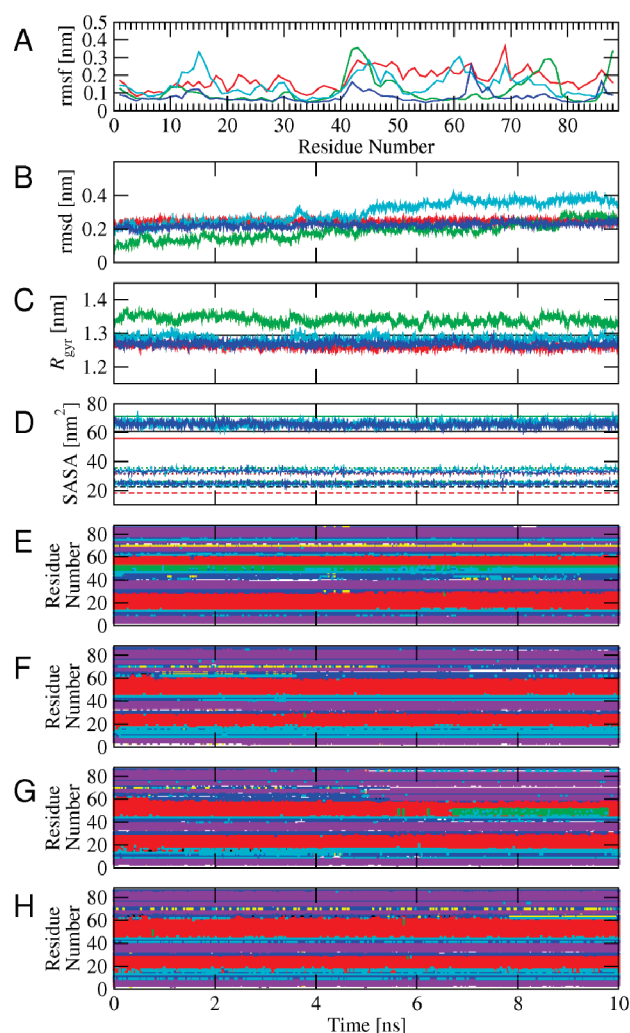 A
rmsf [nm]
0.5
0.4
0.3
0.2
0.1
0
0 10 20 30 40 50 60 70 80
Residue Number
B
rmsd [nm]
0.4
0.2
0
C
Rgyr [nm]
1.4
1.3
1.2
D
SASA [nm²]
80
60
40
20
E
Residue
Number
80
60
40
20
0
F
Residue
Number
80
60
40
20
0
G
Residue
Number
80
60
40
20
0
H
Residue
Number
80
60
40
20
0
0 2 4 6 8 10
Time [ns]